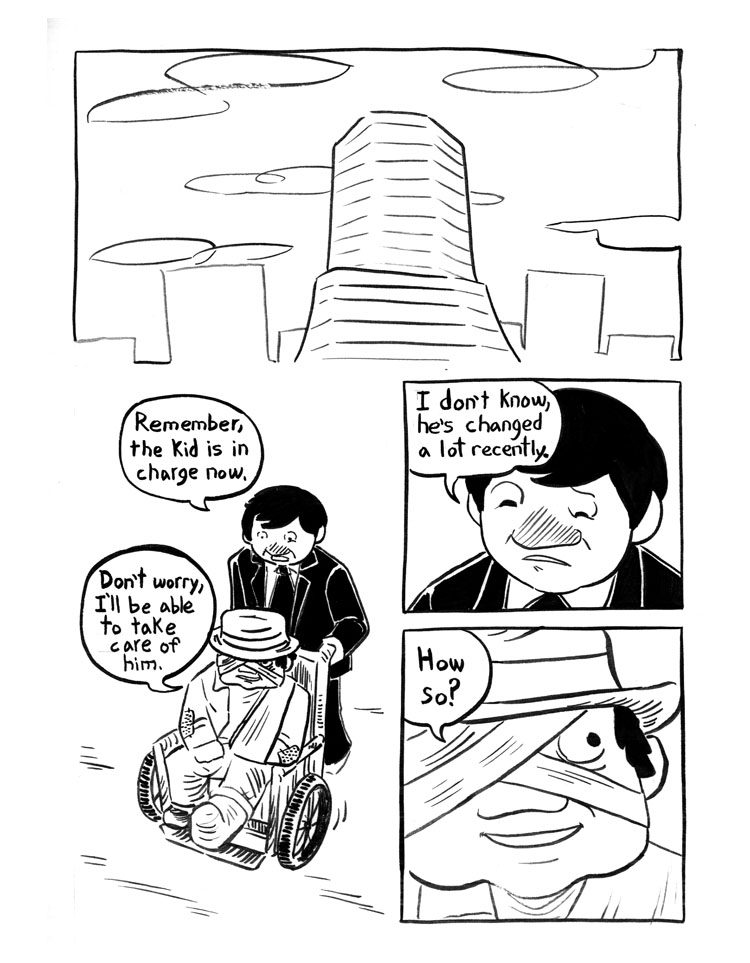 Remember,
the Kid is in
charge now.
Don't worry,
I'll be able
to take
care of
him.
I don't know,
he's changed
a lot recently.
How
so?